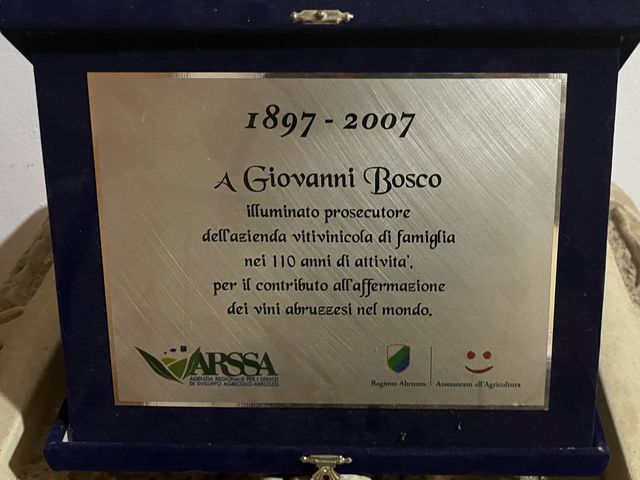 1897 - 2007
A Giovanni Bosco
illuminato prosecutore
dell'azienda vitivinicola di famiglia
nei 110 anni di attivita',
per il contributo all'affermazione
dei vini abruzzesi nel mondo.
ARSSA
AGENZIA REGIONALE PER I SERVIZI
DI SVILUPPO AGRICOLO ABRUZZO
Regione Abruzzo
Assessorato all'Agricoltura